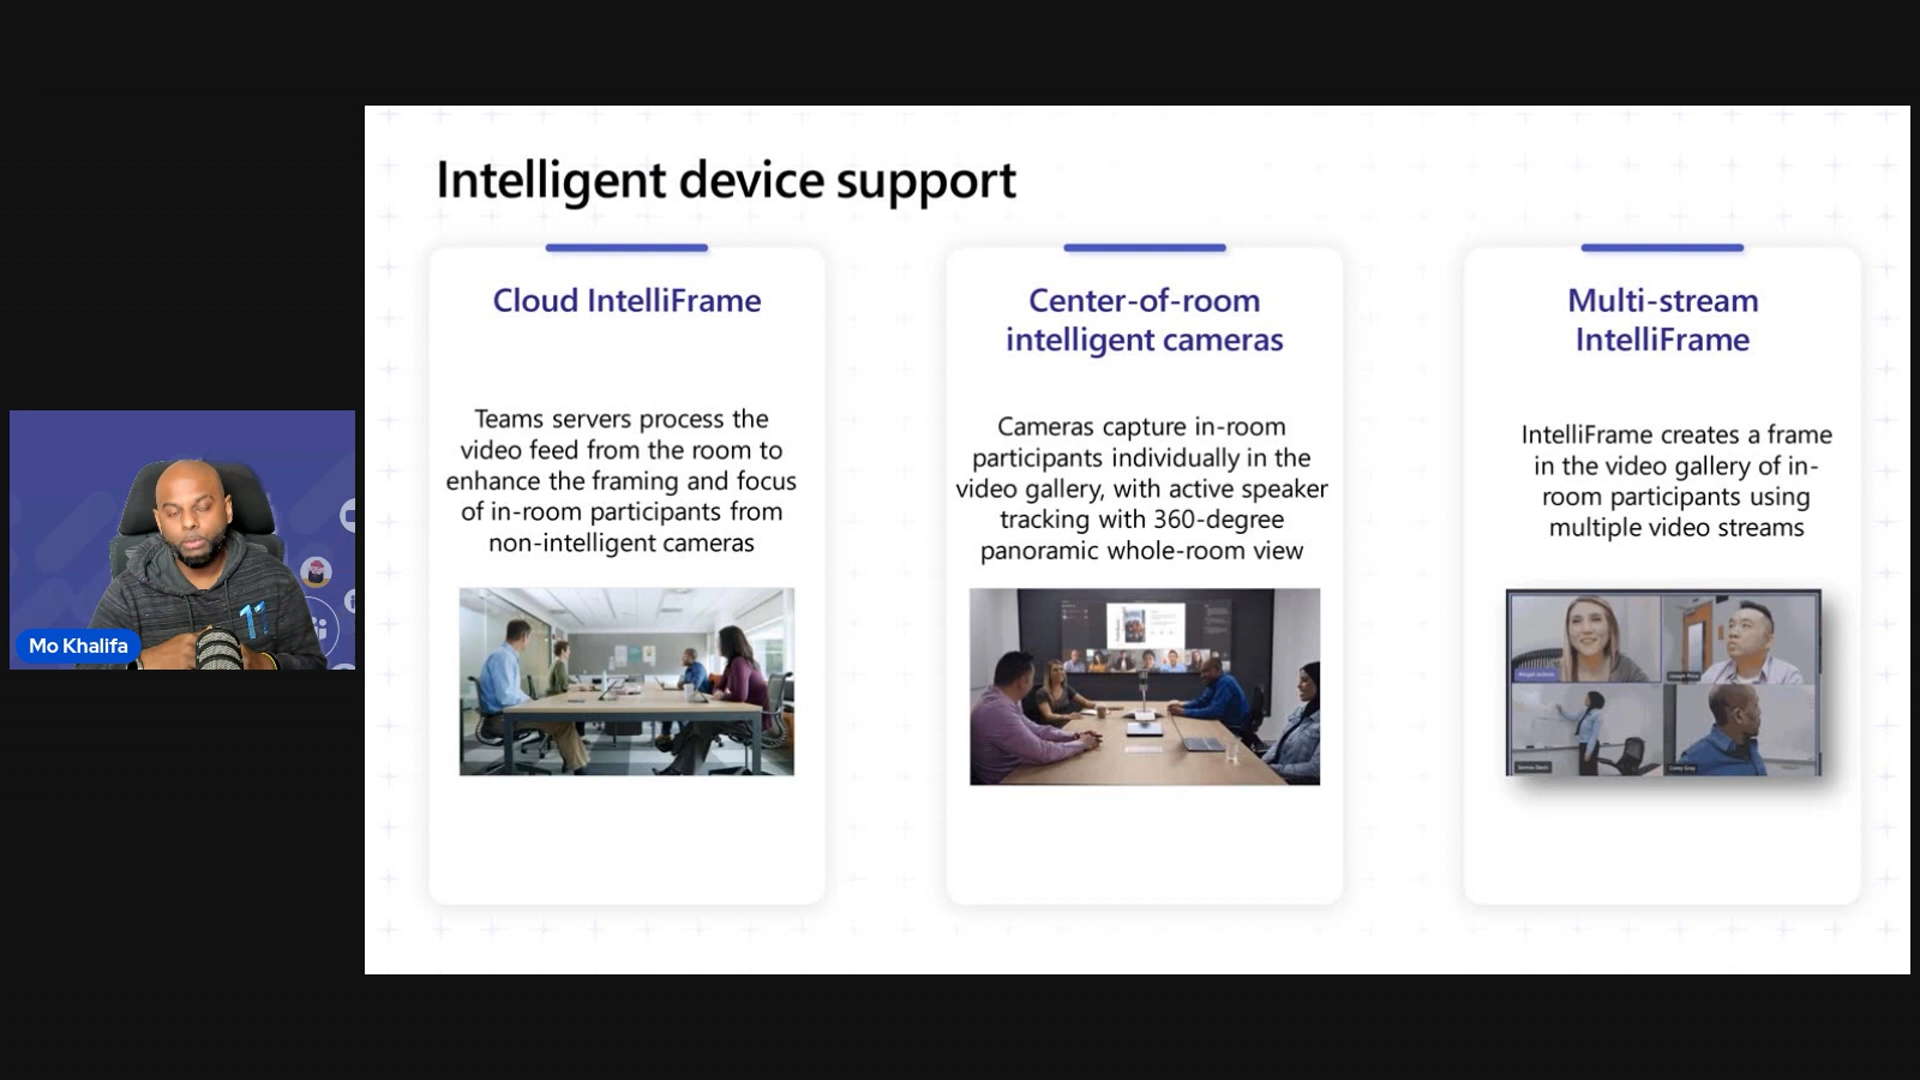 Intelligent device support
Cloud IntelliFrame
Teams servers process the
video feed from the room to
enhance the framing and focus
of in-room participants from
non-intelligent cameras
Center-of-room
intelligent cameras
Cameras capture in-room
participants individually in the
video gallery, with active speaker
tracking with 360-degree
panoramic whole-room view
Multi-stream
IntelliFrame
IntelliFrame creates a frame
in the video gallery of in-
room participants using
multiple video streams
Mo Khalifa